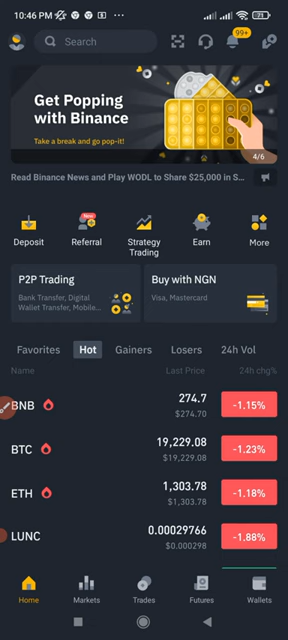 10:46 PM
73
Search
99+
Get Popping
with Binance
Take a break and go pop-it!
4/6
Read Binance News and Play WODL to Share $25,000 in S...
New
Deposit
Referral
Strategy
Trading
Earn
More
P2P Trading
Bank Transfer, Digital
Wallet Transfer, Mobile...
Buy with NGN
Visa, Mastercard
Favorites Hot Gainers Losers 24h Vol
Name Last Price 24h chg%
BNB 274.7 -1.15%
$274.70
BTC 19,229.08 -1.23%
$19,229.08
ETH 1,303.78 -1.18%
$1,303.78
LUNC 0.00029766 -1.88%
$0.000298
Home Markets Trades Futures Wallets